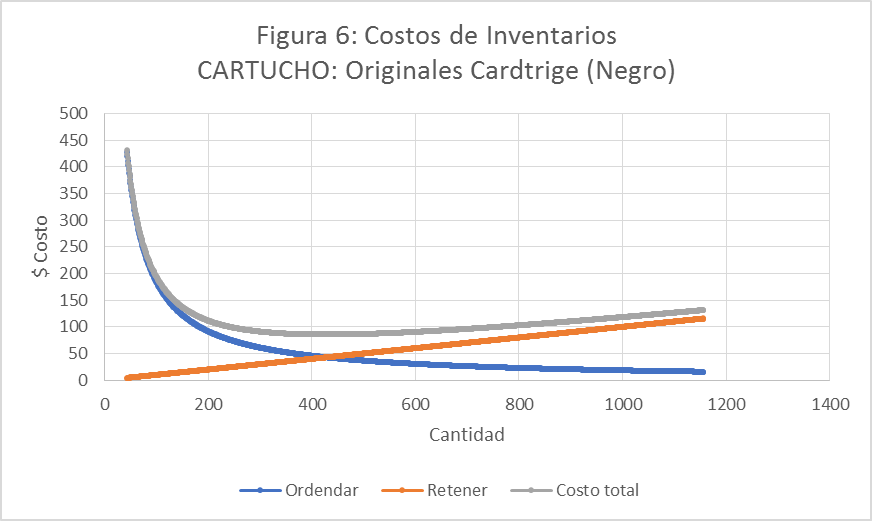 Figura 6: Costos de Inventarios
CARTUCHO: Originales Cardtrige (Negro)
500
450
400
350
300
250
200
150
100
50
0
$ Costo
0 200 400 600 800 1000 1200 1400
Cantidad
Ordendar Retener Costo total